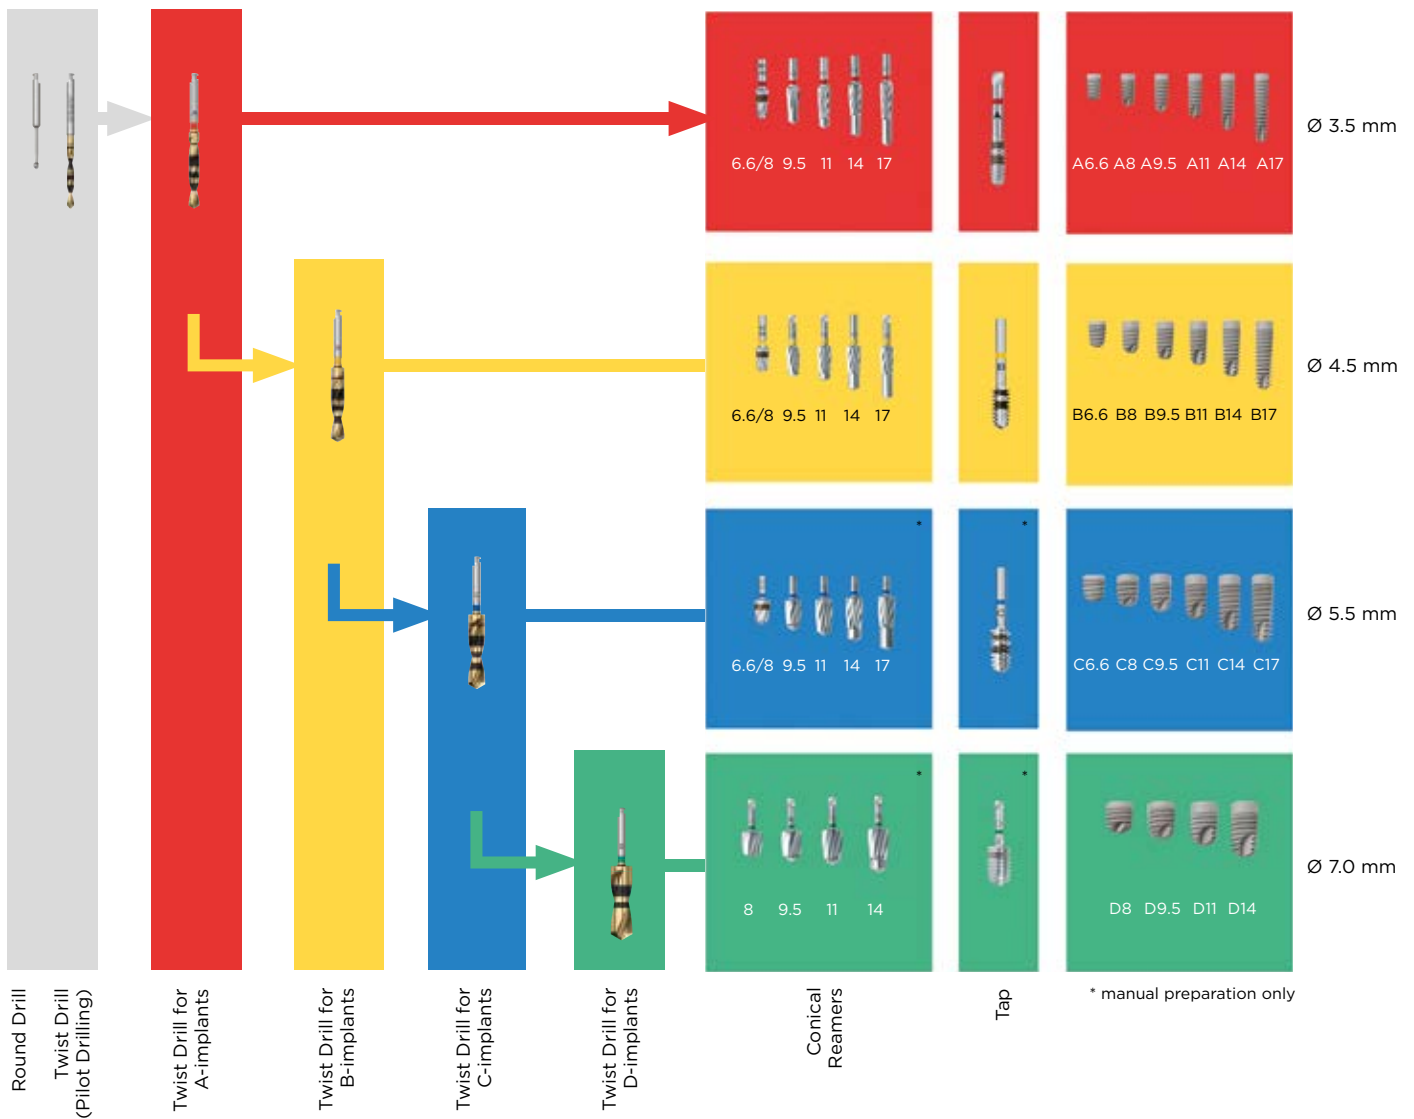 6.6/8 9.5 11 14 17
A6.6 A8 A9.5 A11 A14 A17
Ø 3.5 mm
6.6/8 9.5 11 14 17
B
B6.6 B8 B9.5 B11 B14 B17
Ø 4.5 mm
* *
6.6/8 9.5 11 14 17
C6.6 C8 C9.5 C11 C14 C17
Ø 5.5 mm
* *
8 9.5 11 14
D8 D9.5 D11 D14
Ø 7.0 mm
Round Drill
Twist Drill
(Pilot Drilling)
Twist Drill for
A-implants
Twist Drill for
B-implants
Twist Drill for
C-implants
Twist Drill for
D-implants
Conical
Reamers
Tap
* manual preparation only